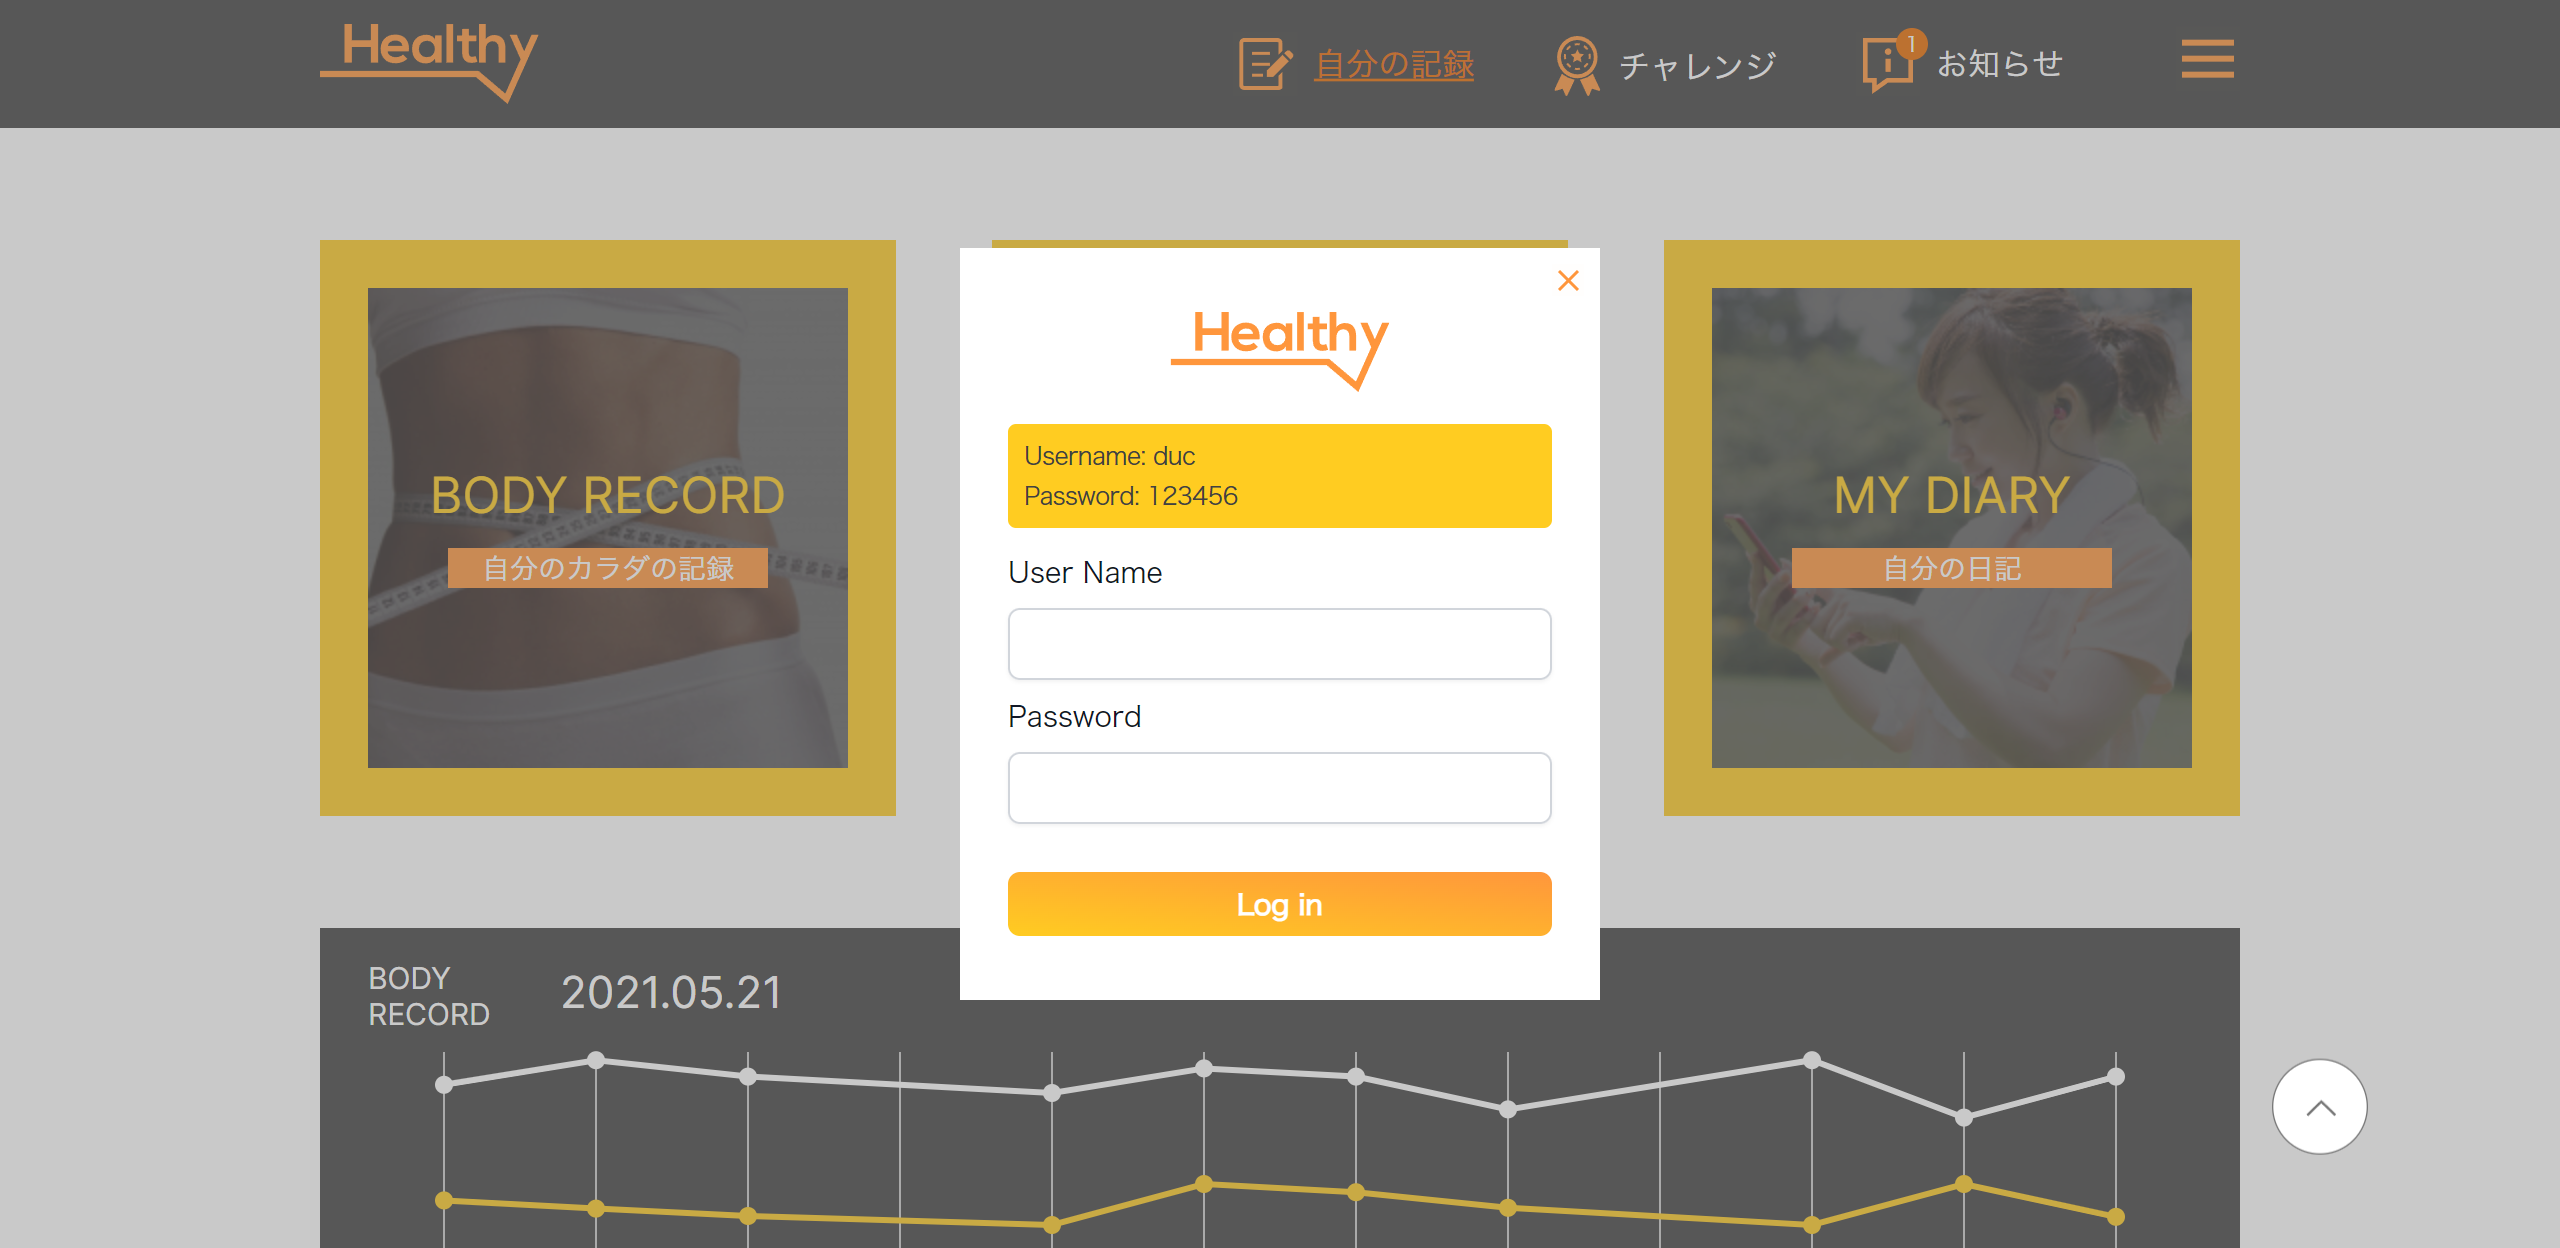 Healthy
自分の記録
チャレンジ
1
お知らせ
BODY RECORD
自分のカラダの記録
MY DIARY
自分の日記
Healthy
Username: duc
Password: 123456
User Name
Password
Log in
BODY
RECORD
2021.05.21